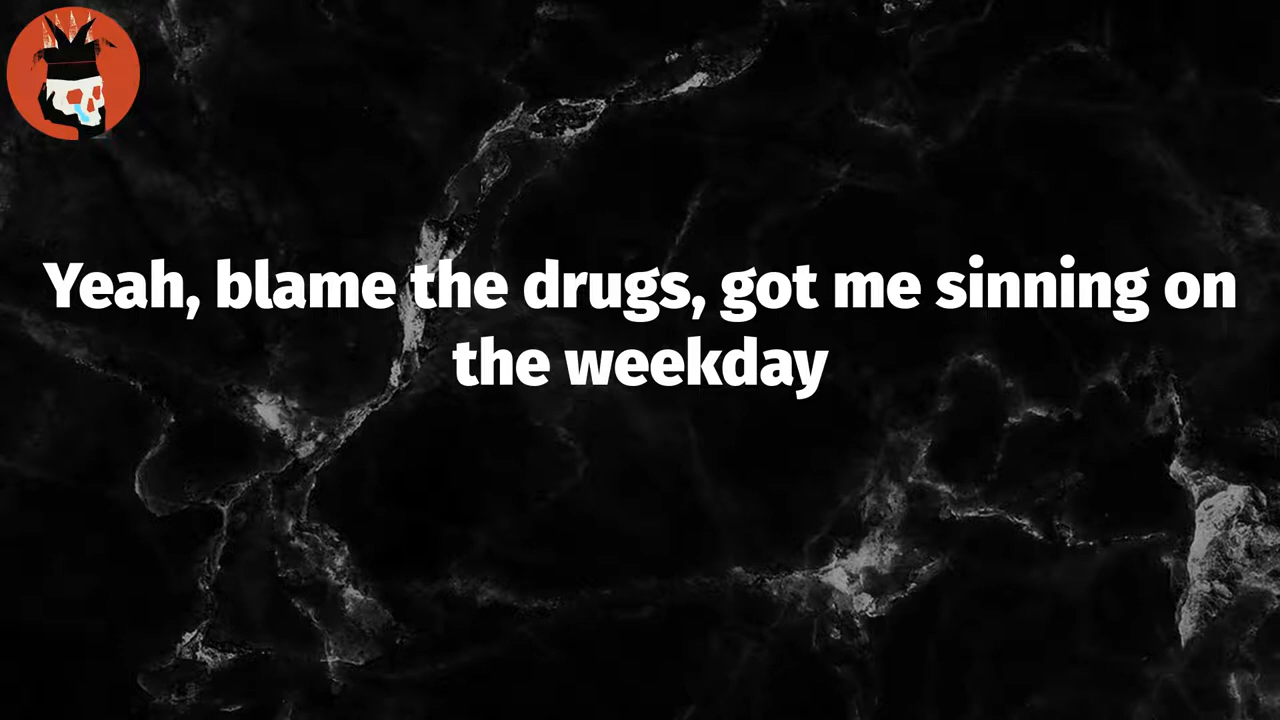 Yeah, blame the drugs, got me sinning on
the weekday